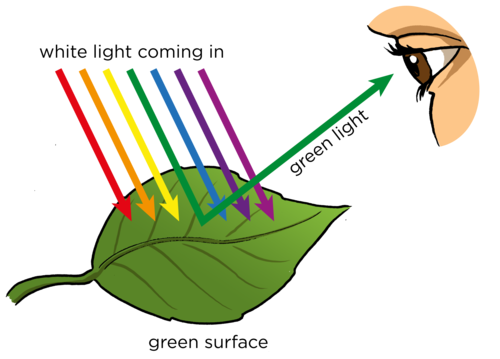 white light coming in
green light
green surface